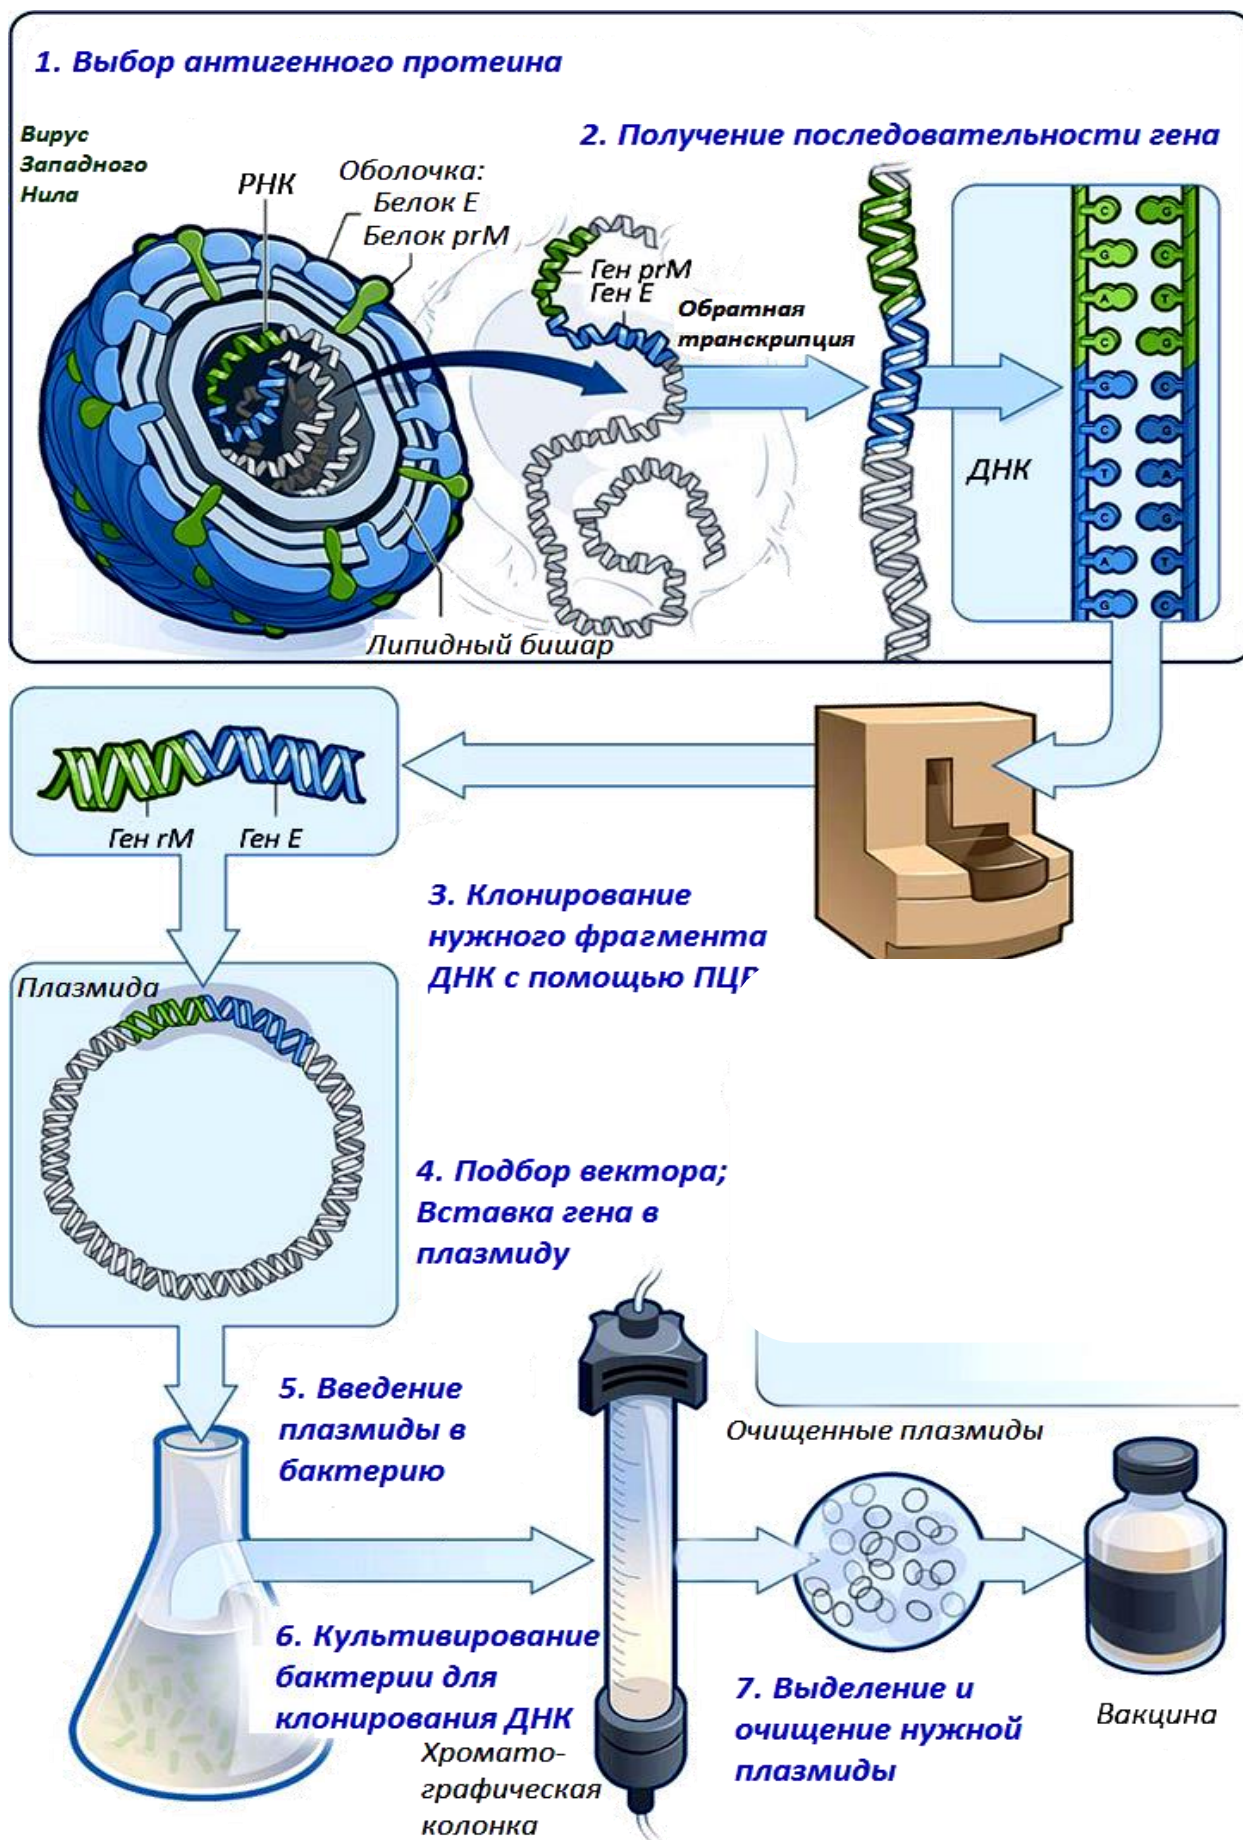 1. Выбор антигенного протеина
Вирус
Западного
Нила
2. Получение последовательности гена
РНК
Оболочка:
Белок E
Белок prM
Ген prM
Ген E
Обратная
транскрипция
ДНК
C G
G C
A T
C G
G C
C G
T A
C G
A T
G C
Липидный бишар
Ген rM Ген E
3. Клонирование
нужного фрагмента
ДНК с помощью ПЦР
Плазмида
4. Подбор вектора;
Вставка гена в
плазмиду
5. Введение
плазмиды в
бактерию
Очищенные плазмиды
6. Культивирование
бактерии для
клонирования ДНК
Хромато-
графическая
колонка
7. Выделение и
очищение нужной
плазмиды
Вакцина